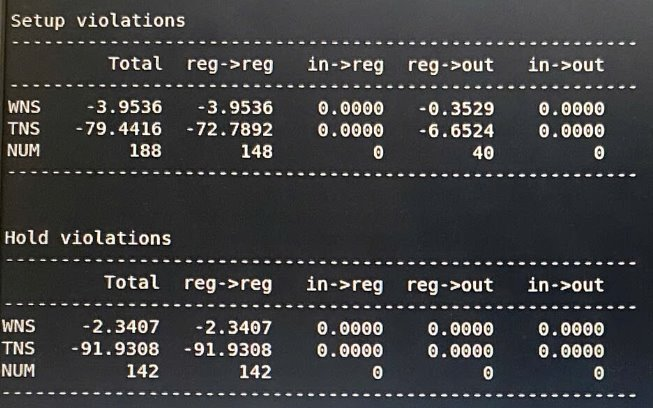 Setup violations
Total reg->reg in->reg reg->out in->out
WNS -3.9536 -3.9536 0.0000 -0.3529 0.0000
TNS -79.4416 -72.7892 0.0000 -6.6524 0.0000
NUM 188 148 0 40 0
Hold violations
Total reg->reg in->reg reg->out in->out
WNS -2.3407 -2.3407 0.0000 0.0000 0.0000
TNS -91.9308 -91.9308 0.0000 0.0000 0.0000
NUM 142 142 0 0 0